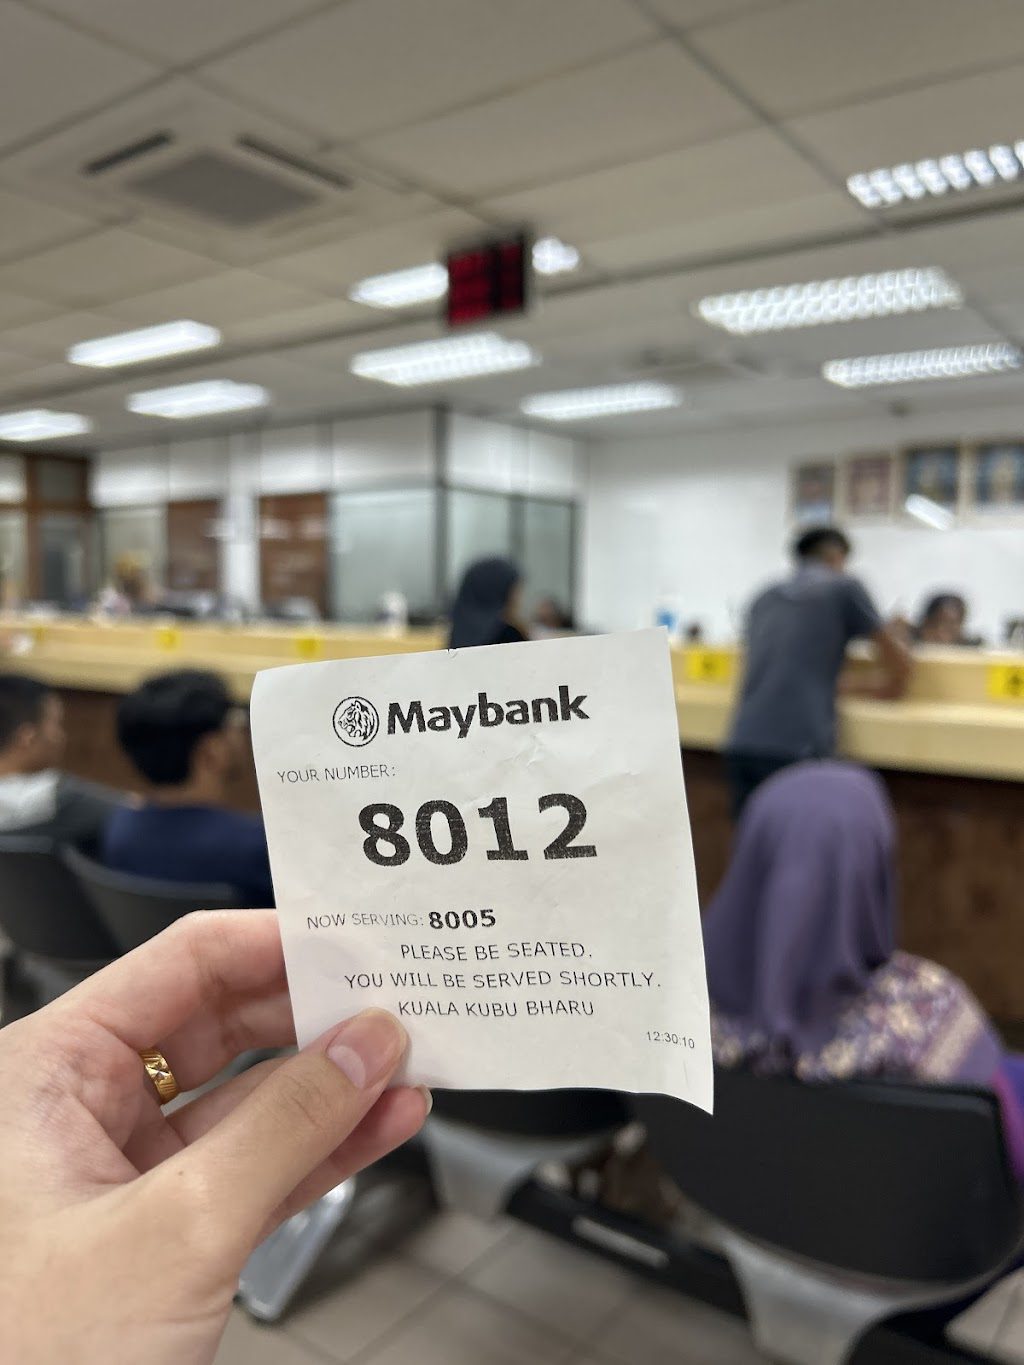 Maybank
YOUR NUMBER:
8012
NOW SERVING: 8005
PLEASE BE SEATED.
YOU WILL BE SERVED SHORTLY.
KUALA KUBU BHARU
12:30:10